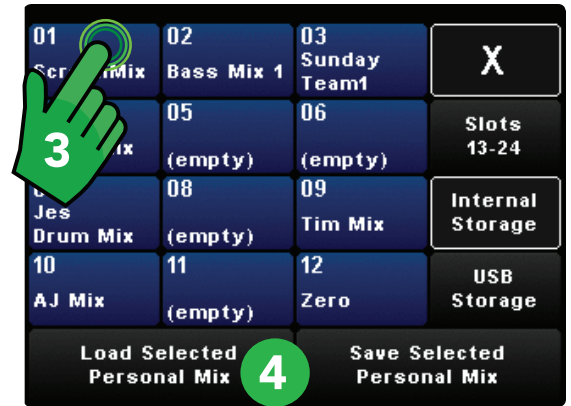 01
02
03
X
Bass Mix 1
Sunday
Team1
3
05
06
Slots
13-24
(empty)
(empty)
Jes
Drum Mix
08
(empty)
09
Tim Mix
Internal
Storage
10
AJ Mix
11
(empty)
12
Zero
USB
Storage
Load Selected
Personal Mix
4
Save Selected
Personal Mix